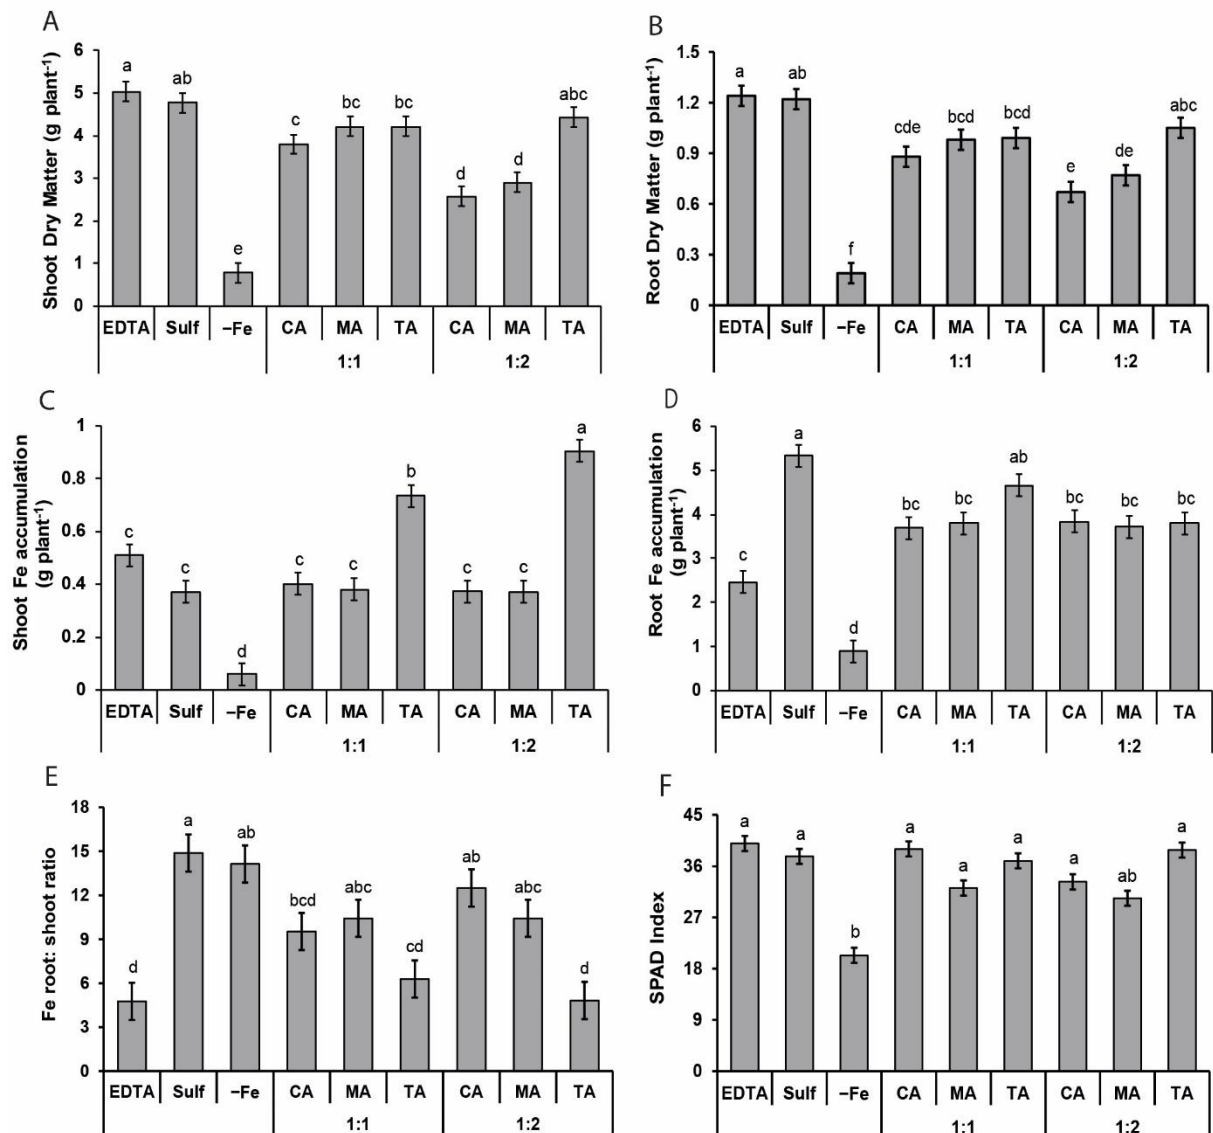 A
Shoot Dry Matter (g plant⁻¹)
6
5
4
3
2
1
0
a
ab
e
c
bc
bc
d
d
abc
EDTA Sulf −Fe CA MA TA CA MA TA
1:1 1:2
B
Root Dry Matter (g plant⁻¹)
1.5
1.2
0.9
0.6
0.3
0
a
ab
f
cde
bcd
bcd
e
de
abc
EDTA Sulf −Fe CA MA TA CA MA TA
1:1 1:2
C
Shoot Fe accumulation
(g plant⁻¹)
1
0.8
0.6
0.4
0.2
0
c
c
d
c
c
b
c
c
a
EDTA Sulf −Fe CA MA TA CA MA TA
1:1 1:2
D
Root Fe accumulation
(g plant⁻¹)
6
5
4
3
2
1
0
c
a
d
bc
bc
ab
bc
bc
bc
EDTA Sulf −Fe CA MA TA CA MA TA
1:1 1:2
E
Fe root: shoot ratio
18
15
12
9
6
3
0
d
a
ab
bcd
abc
cd
ab
abc
d
EDTA Sulf −Fe CA MA TA CA MA TA
1:1 1:2
F
SPAD Index
45
36
27
18
9
0
a
a
b
a
a
a
a
ab
a
EDTA Sulf −Fe CA MA TA CA MA TA
1:1 1:2